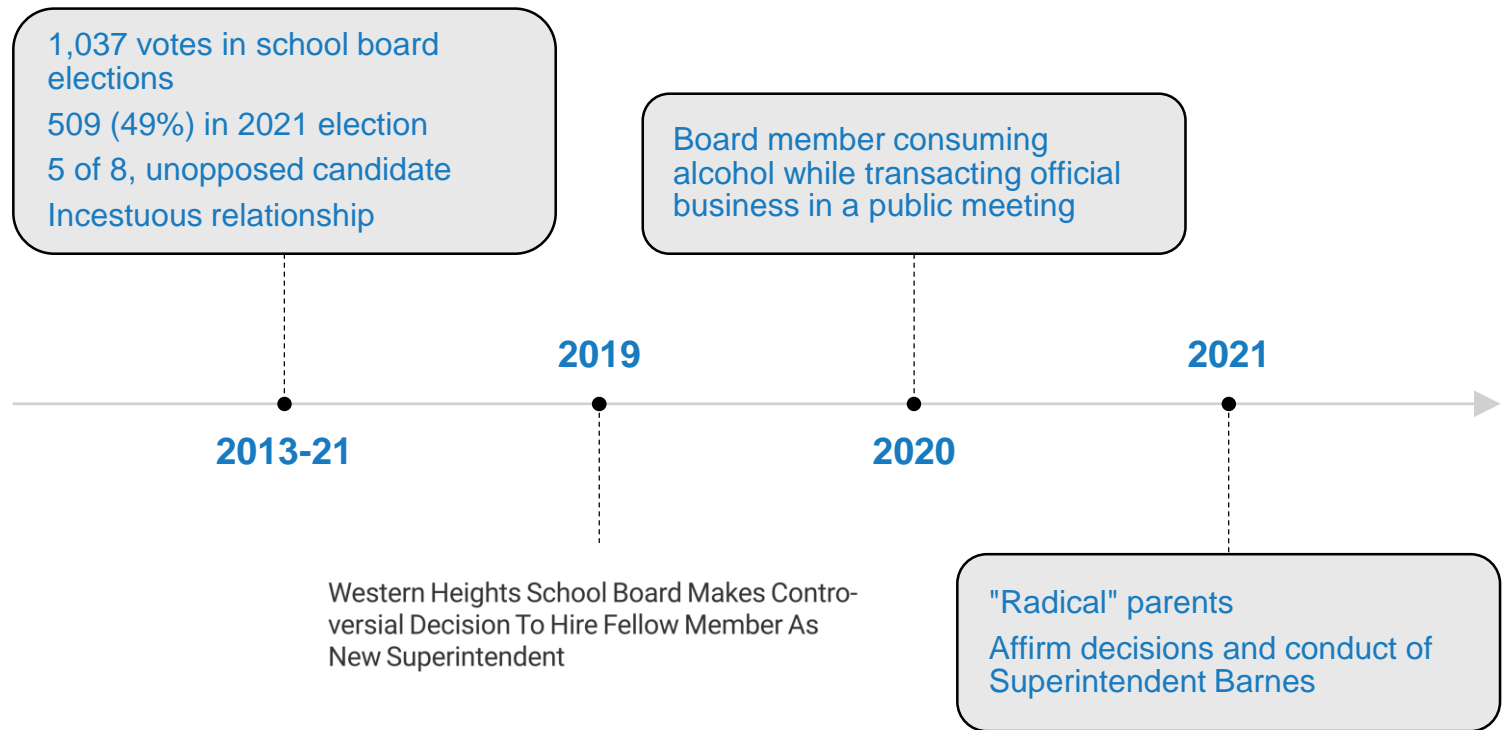 1,037 votes in school board
elections
509 (49%) in 2021 election
5 of 8, unopposed candidate
Incestuous relationship
Board member consuming
alcohol while transacting official
business in a public meeting
2019
2021
2013-21
2020
Western Heights School Board Makes Contro-
versial Decision To Hire Fellow Member As
New Superintendent
"Radical" parents
Affirm decisions and conduct of
Superintendent Barnes